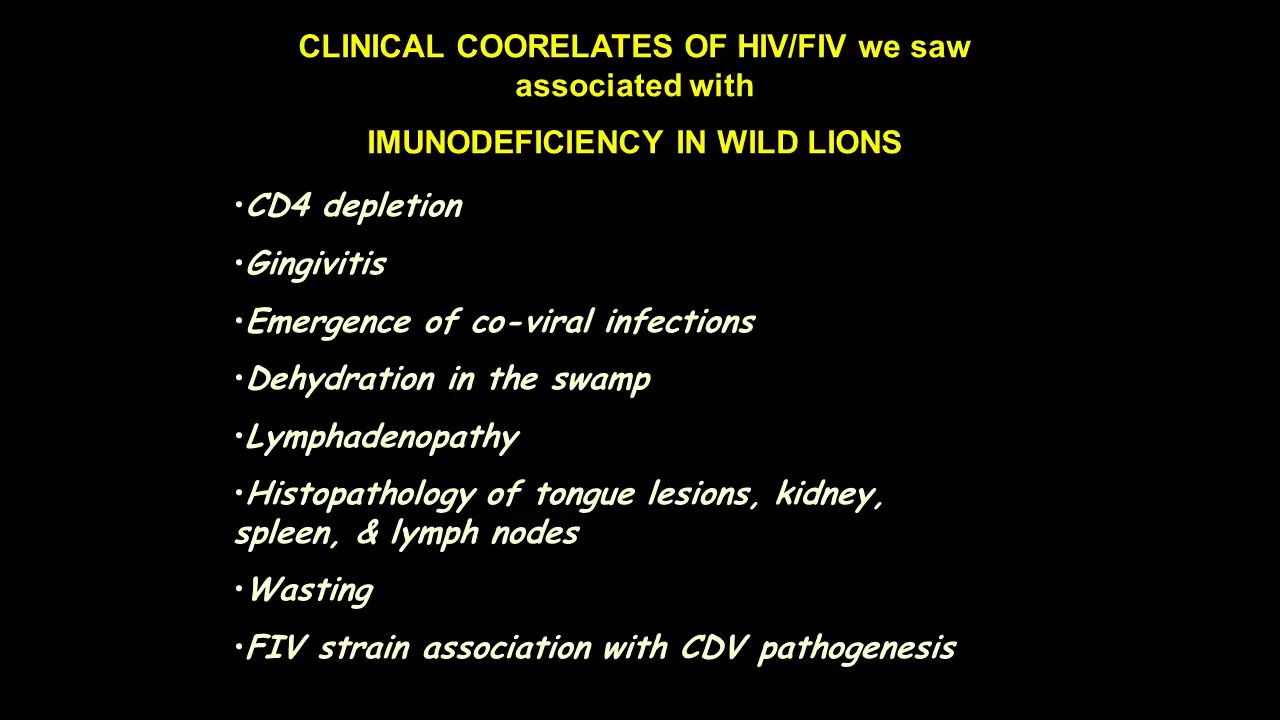 CLINICAL COORELATES OF HIV/FIV we saw
associated with
IMUNODEFICIENCY IN WILD LIONS
•CD4 depletion
•Gingivitis
•Emergence of co-viral infections
•Dehydration in the swamp
•Lymphadenopathy
•Histopathology of tongue lesions, kidney,
spleen, & lymph nodes
•Wasting
•FIV strain association with CDV pathogenesis